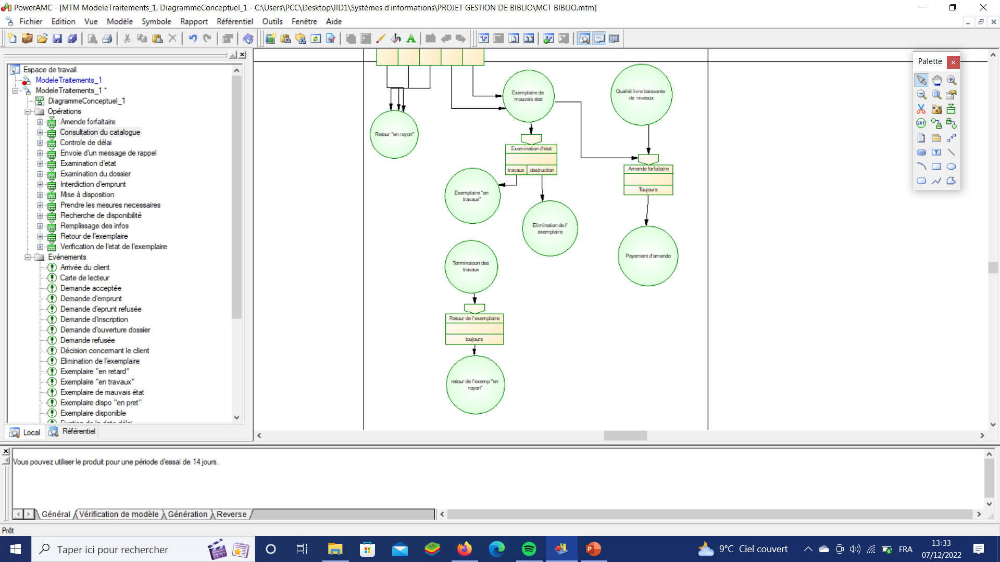 PowerAMC - [MTM ModeleTraitements_1, DiagrammeConceptuel_1 - C:\Users\PCC\Desktop\IID1\Systèmes d'informations\PROJET GESTION DE BIBLIO\MCT BIBLIO.mtm]
Fichier Edition Vue Modèle Symbole Rapport Référentiel Outils Fenêtre Aide
Espace de travail
ModeleTraitements_1
ModeleTraitements_1 *
DiagrammeConceptuel_1
Opérations
Amende forfaitaire
Consultation du catalogue
Controle de délai
Envoie d'un message de rappel
Examination d'etat
Examination du dossier
Interdiction d'emprunt
Mise à disposition
Prendre les mesures necessaires
Recherche de disponibilité
Remplissage des infos
Retour de l'exemplaire
Verification de l'etat de l'exemplaire
Evénements
Arrivée du client
Carte de lecteur
Demande acceptée
Demande d'emprunt
Demande d'eprunt refusée
Demande d'inscription
Demande d'ouverture dossier
Demande refusée
Décision concernant le client
Elimination de l'exemplaire
Exemplaire "en retard"
Exemplaire "en travaux"
Exemplaire de mauvais état
Exemplaire dispo "en pret"
Exemplaire disponible
Local Référentiel
Retour "en rayon"
Exemplaire de
mauvais état
Qualité livre baissante
de niveaux
Examination d'etat
travaux destruction
Amende forfaitaire
Toujours
Exemplaire "en
travaux"
Elimination de l'
exemplaire
Payement d'amende
Terminaison des
travaux
Retour de l'exemplaire
toujours
retour de l'exemp "en
rayon"
Palette
EVT
T
Vous pouvez utiliser le produit pour une période d'essai de 14 jours.
Général Vérification de modèle Génération Reverse
Prêt
Taper ici pour rechercher
9°C Ciel couvert
FRA
13:33
07/12/2022